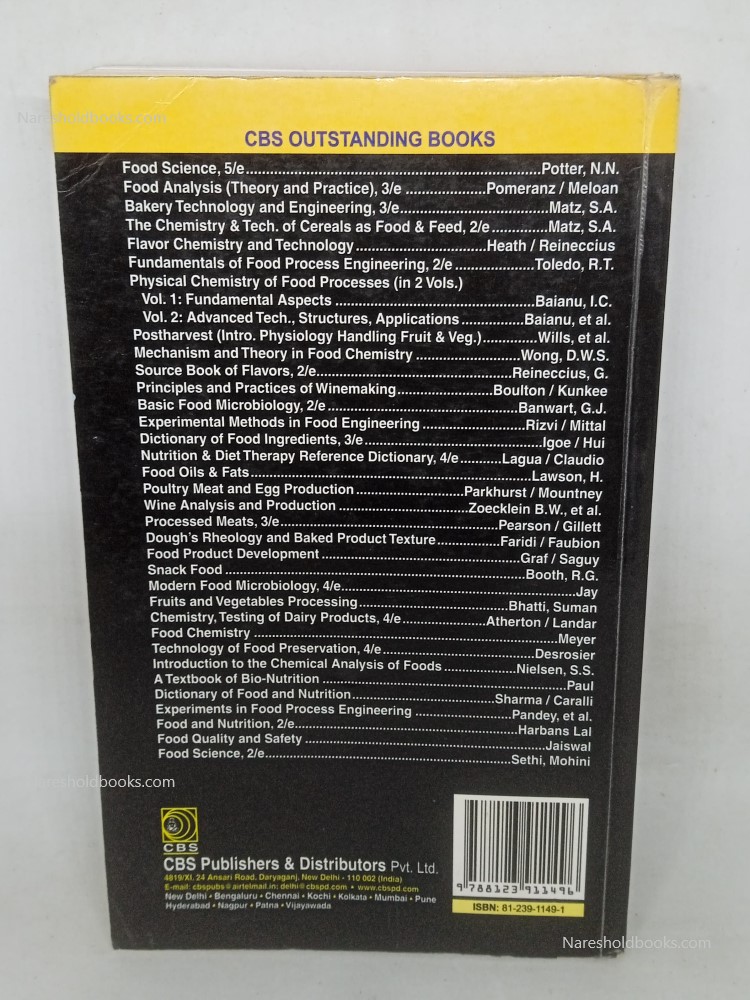 Nareshsoldbooks.com
CBS OUTSTANDING BOOKS
Food Science, 5/e....................Potter, N.N.
Food Analysis (Theory and Practice), 3/e ....................Pomeranz / Meloan
Bakery Technology and Engineering, 3/e....................Matz, S.A.
The Chemistry & Tech. of Cereals as Food & Feed, 2/e....................Matz, S.A.
Flavor Chemistry and Technology....................Heath / Reineccius
Fundamentals of Food Process Engineering, 2/e....................Toledo, R.T.
Physical Chemistry of Food Processes (in 2 Vols.)
Vol. 1: Fundamental Aspects ....................Baianu, I.C.
Vol. 2: Advanced Tech., Structures, Applications ....................Baianu, et al.
Postharvest (Intro. Physiology Handling Fruit & Veg.)....................Wills, et al.
Mechanism and Theory in Food Chemistry ....................Wong, D.W.S.
Source Book of Flavors, 2/e....................Reineccius, G.
Principles and Practices of Winemaking....................Boulton / Kunkee
Basic Food Microbiology, 2/e....................Banwart, G.J.
Experimental Methods in Food Engineering ....................Rizvi / Mittal
Dictionary of Food Ingredients, 3/e....................Igoe / Hui
Nutrition & Diet Therapy Reference Dictionary, 4/e....................Lagua / Claudio
Food Oils & Fats....................Lawson, H.
Poultry Meat and Egg Production....................Parkhurst / Mountney
Wine Analysis and Production ....................Zoecklein B.W., et al.
Processed Meats, 3/e....................Pearson / Gillett
Dough's Rheology and Baked Product Texture....................Faridi / Faubion
Food Product Development ....................Graf / Saguy
Snack Food ....................Booth, R.G.
Modern Food Microbiology, 4/e....................Jay
Fruits and Vegetables Processing....................Bhatti, Suman
Chemistry, Testing of Dairy Products, 4/e....................Atherton / Landar
Food Chemistry ....................Meyer
Technology of Food Preservation, 4/e....................Desrosier
Introduction to the Chemical Analysis of Foods ....................Nielsen, S.S.
A Textbook of Bio-Nutrition ....................Paul
Dictionary of Food and Nutrition....................Sharma / Caralli
Experiments in Food Process Engineering ....................Pandey, et al.
Food and Nutrition, 2/e....................Harbans Lal
Food Quality and Safety ....................Jaiswal
Food Science, 2/e....................Sethi, Mohini
Nareshsoldbooks.com
CBS
CBS Publishers & Distributors Pvt. Ltd.
4819/XI, 24 Ansari Road, Daryaganj, New Delhi - 110 002 (India)
E-mail: cbspubs@airtelmail.in; delhi@cbspd.com • www.cbspd.com
New Delhi • Bengaluru • Chennai • Kochi • Kolkata • Mumbai • Pune
Hyderabad • Nagpur • Patna • Vijayawada
9 788123 911496
ISBN: 81-239-1149-1
Naresholdbooks.com